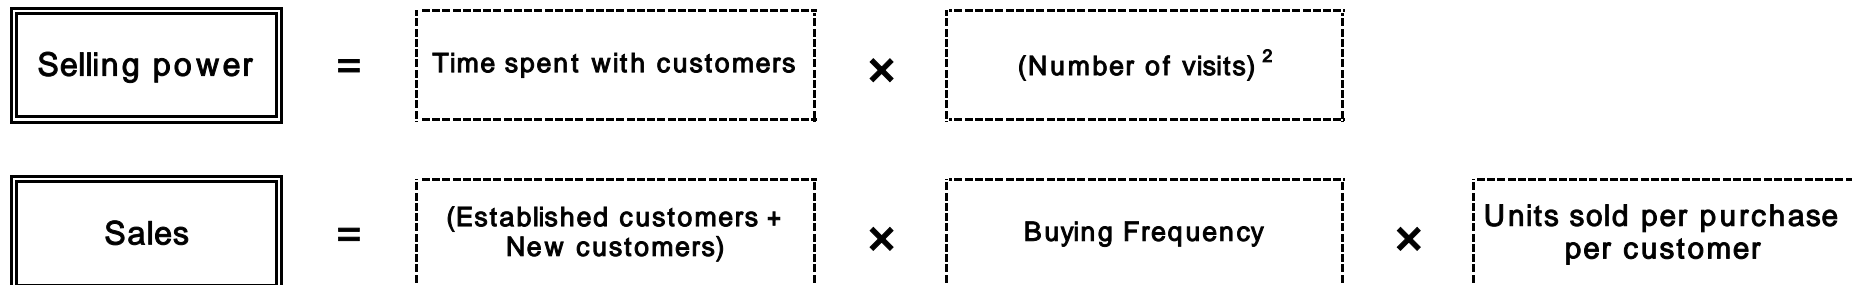 Selling power = Time spent with customers × (Number of visits)²
Sales = (Established customers + New customers) × Buying Frequency × Units sold per purchase per customer